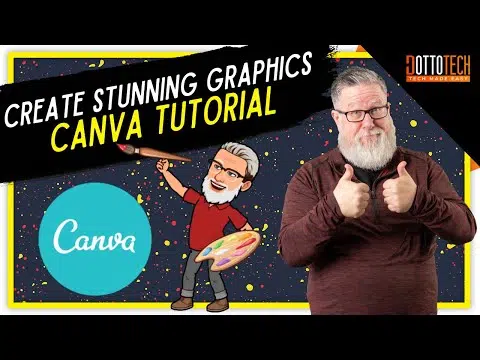 CREATE STUNNING GRAPHICS
CANVA TUTORIAL
DOTTOTECH
TECH MADE EASY
Canva